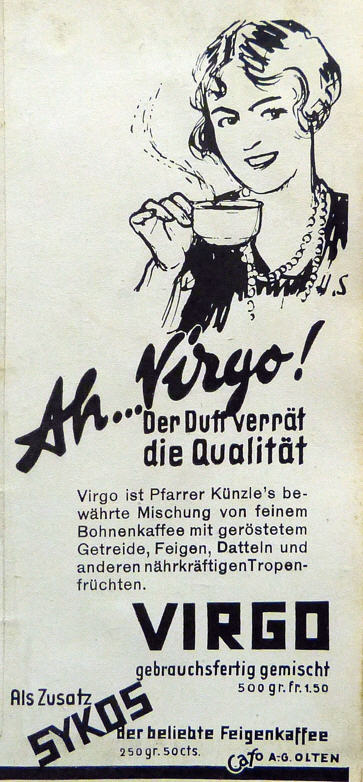 H.S
Ah...Virgo!
Der Duft verrät
die Qualität
Virgo ist Pfarrer Künzle's be-
währte Mischung von feinem
Bohnenkaffee mit geröstetem
Getreide, Feigen, Datteln und
anderen nährkräftigen Tropen-
früchten.
VIRGO
gebrauchsfertig gemischt
500 gr. fr. 1.50
Als Zusatz
SYKOS
der beliebte Feigenkaffee
250 gr. 50 cts.
Cafo A.-G. OLTEN